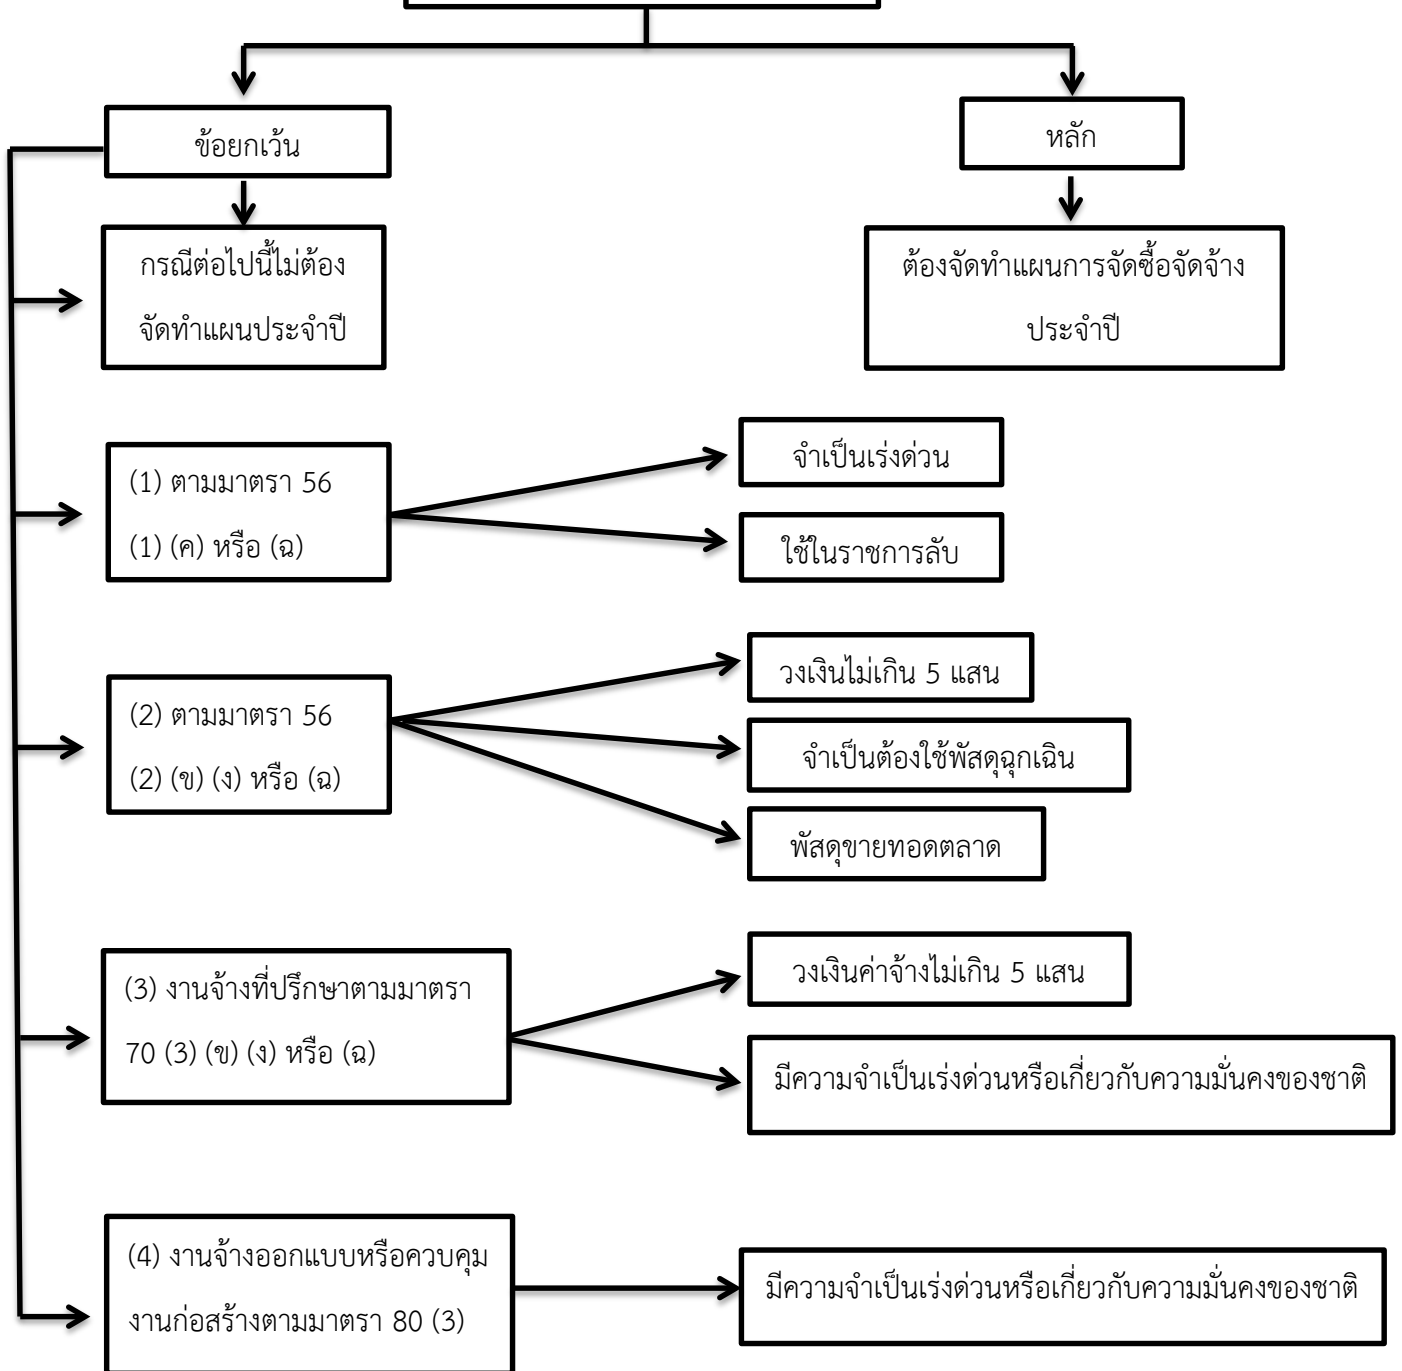 ข้อยกเว้น
หลัก
กรณีต่อไปนี้ไม่ต้อง
จัดทำแผนประจำปี
ต้องจัดทำแผนการจัดซื้อจัดจ้าง
ประจำปี
(1) ตามมาตรา 56
(1) (ค) หรือ (ฉ)
จำเป็นเร่งด่วน
ใช้ในราชการลับ
(2) ตามมาตรา 56
(2) (ข) (ง) หรือ (ฉ)
วงเงินไม่เกิน 5 แสน
จำเป็นต้องใช้พัสดุฉุกเฉิน
พัสดุขายทอดตลาด
(3) งานจ้างที่ปรึกษาตามมาตรา
70 (3) (ข) (ง) หรือ (ฉ)
วงเงินค่าจ้างไม่เกิน 5 แสน
มีความจำเป็นเร่งด่วนหรือเกี่ยวกับความมั่นคงของชาติ
(4) งานจ้างออกแบบหรือควบคุม
งานก่อสร้างตามมาตรา 80 (3)
มีความจำเป็นเร่งด่วนหรือเกี่ยวกับความมั่นคงของชาติ